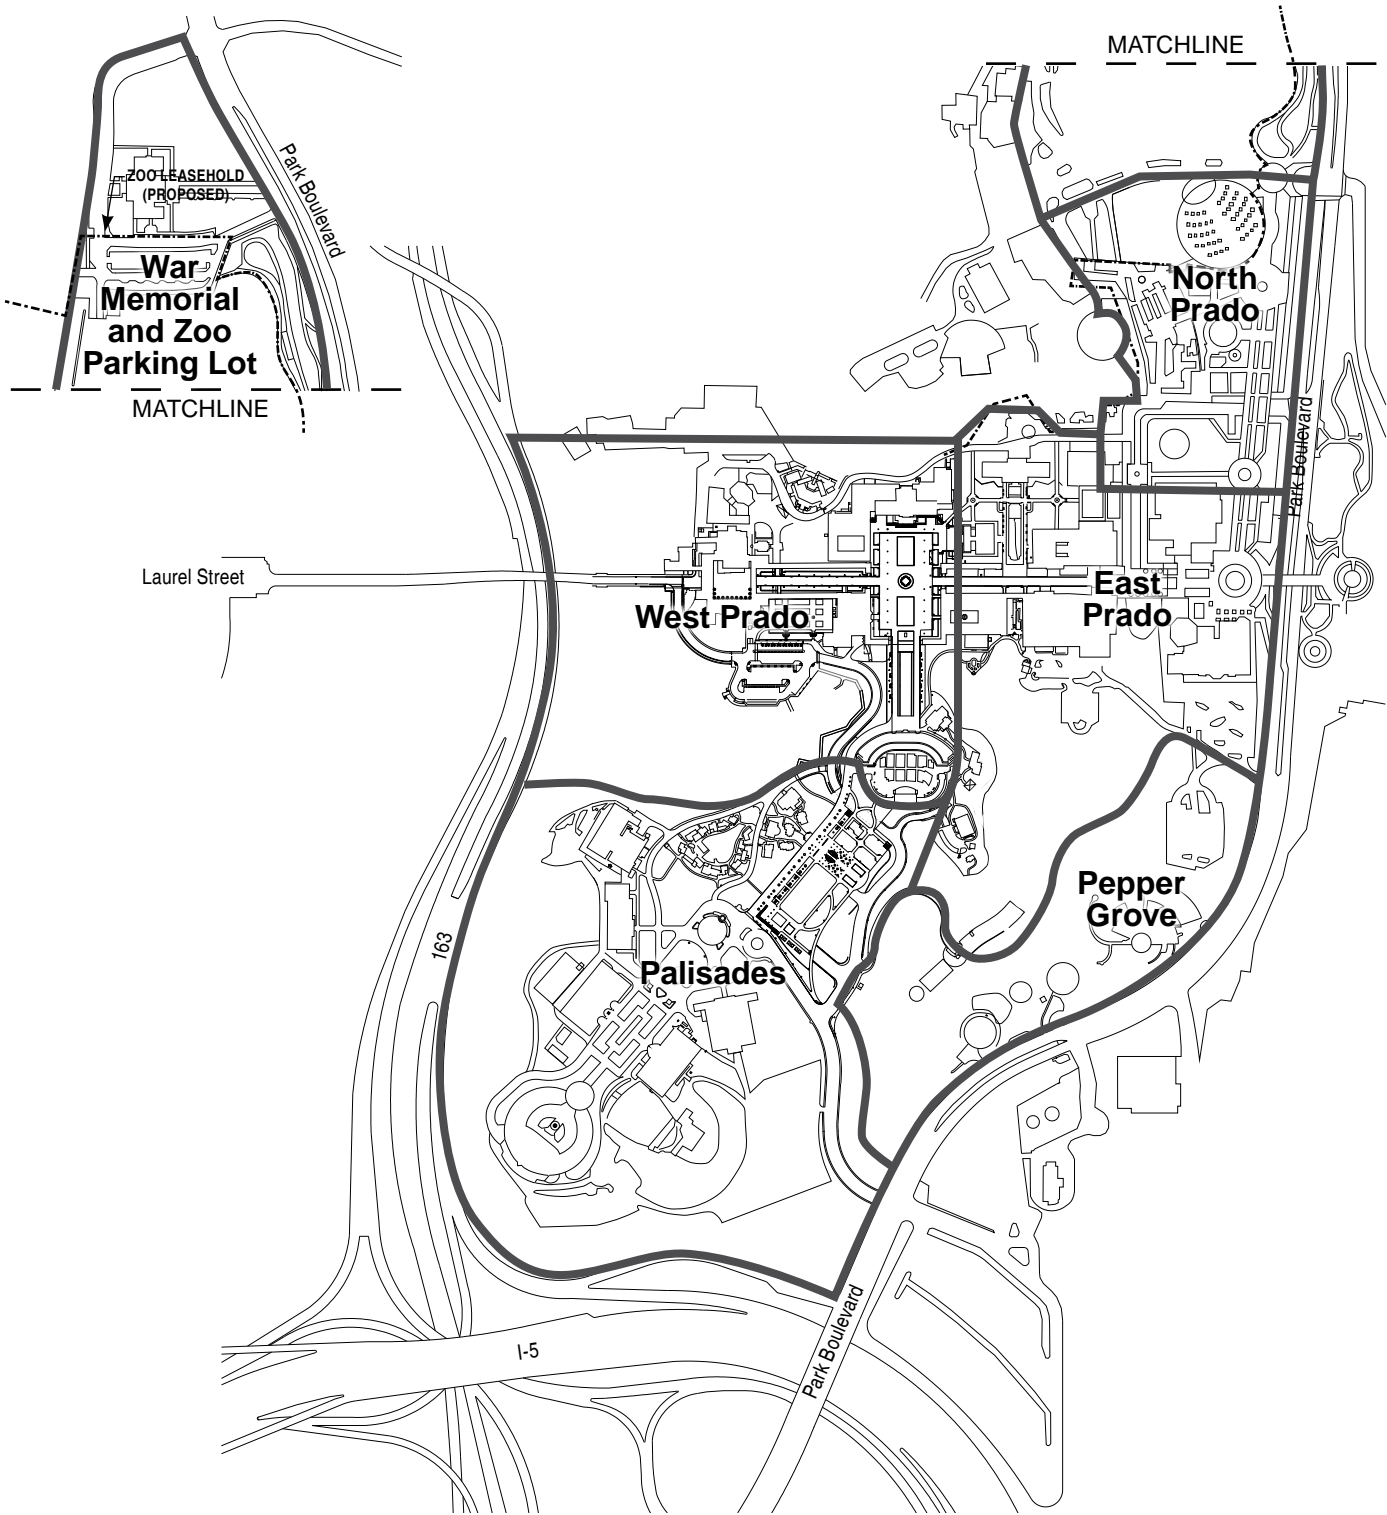 MATCHLINE
Park Boulevard
ZOO LEASEHOLD
(PROPOSED)
War
Memorial
and Zoo
Parking Lot
MATCHLINE
North
Prado
Park Boulevard
Laurel Street
West Prado
East
Prado
Pepper
Grove
163
Palisades
Park Boulevard
I-5